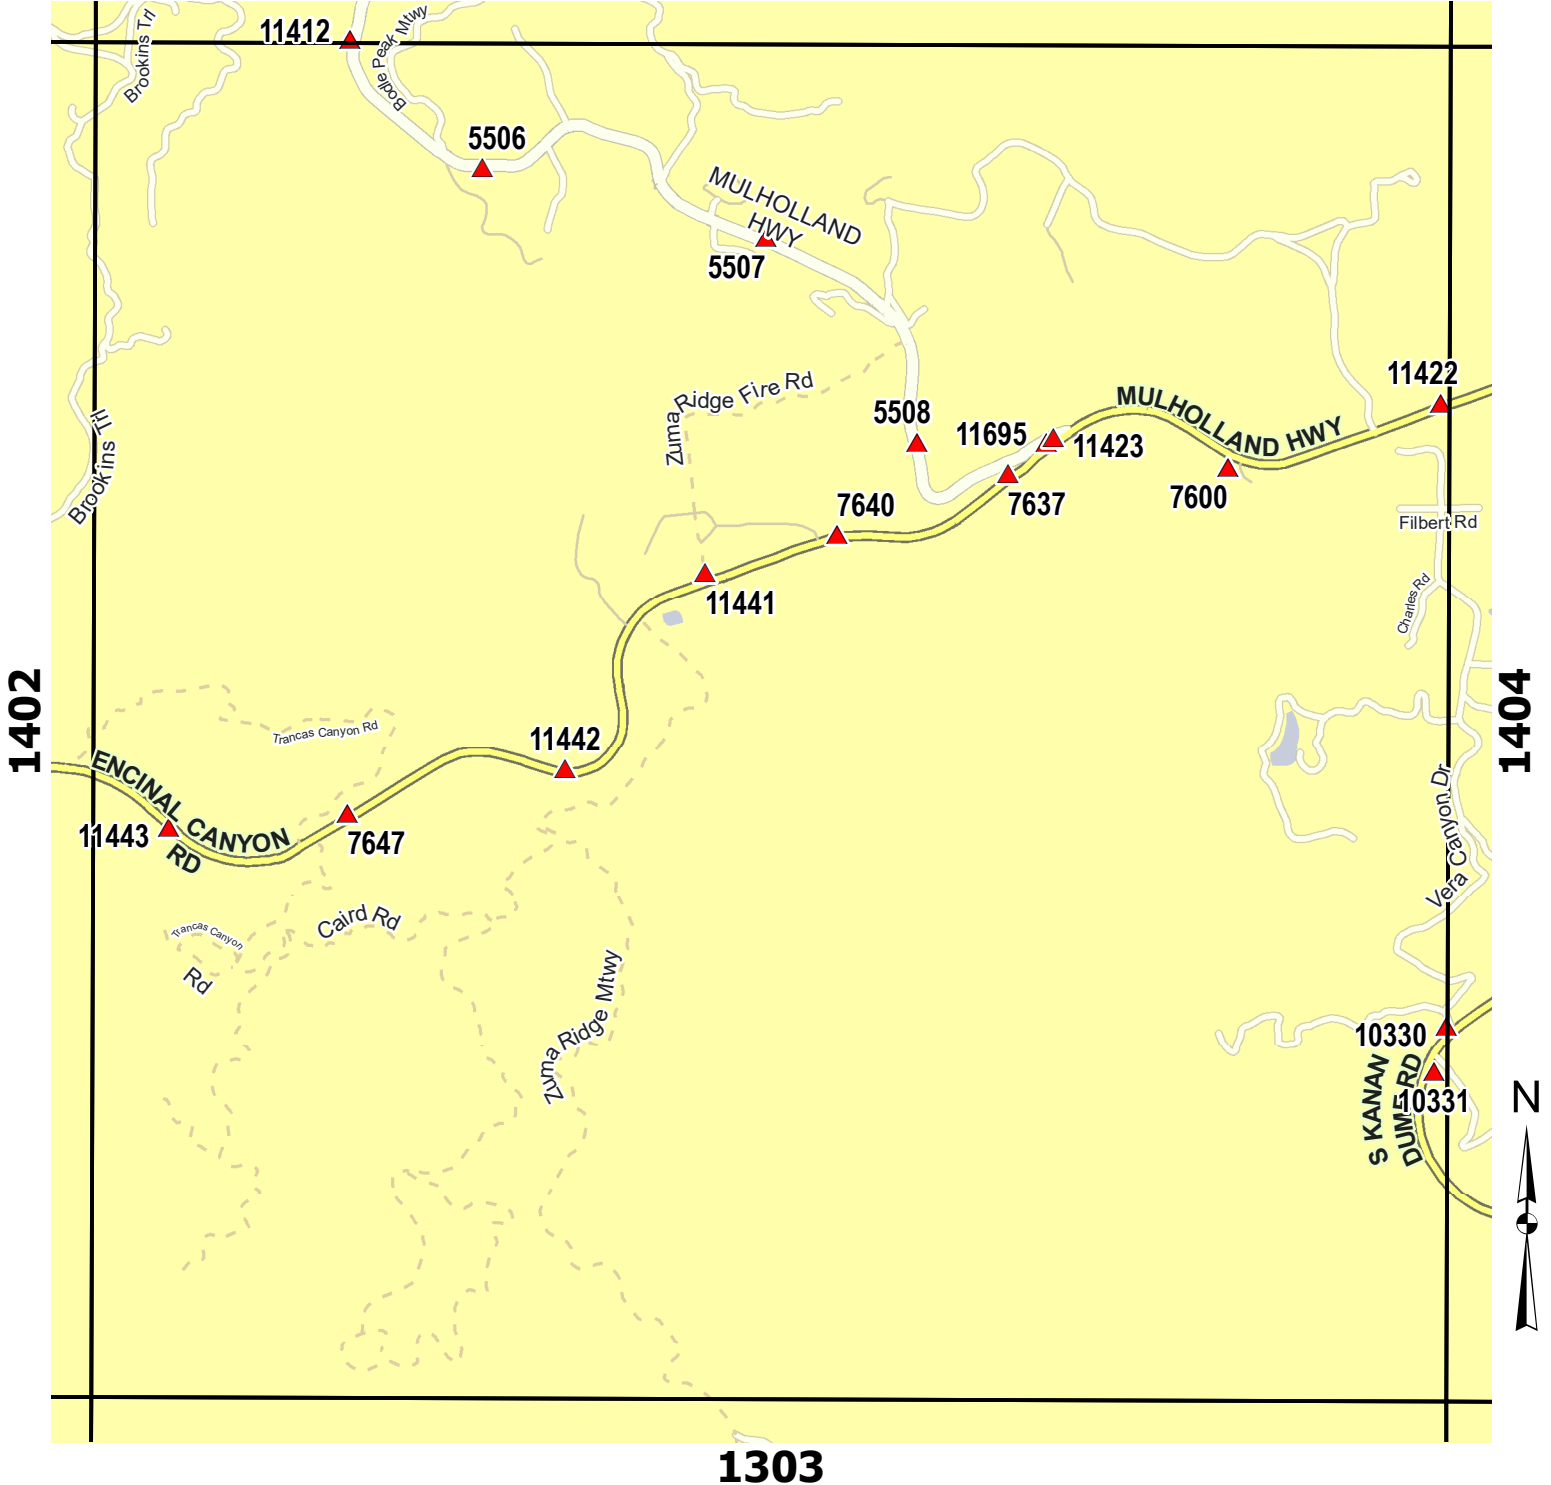 11412
Brookins Trl
Bodle Peak Mtwy
5506
MULHOLLAND
HWY
5507
11422
Zuma Ridge Fire Rd
MULHOLLAND HWY
5508
11695
11423
Brookins Trl
7640
7637
7600
Filbert Rd
Charles Rd
11441
1402
1404
Trancas Canyon Rd
11442
ENCINAL CANYON
RD
11443
7647
Vera Canyon Dr
Caird Rd
Trancas Canyon
Rd
Zuma Ridge Mtwy
10330
S KANAN
DUME RD
10331
N
1303